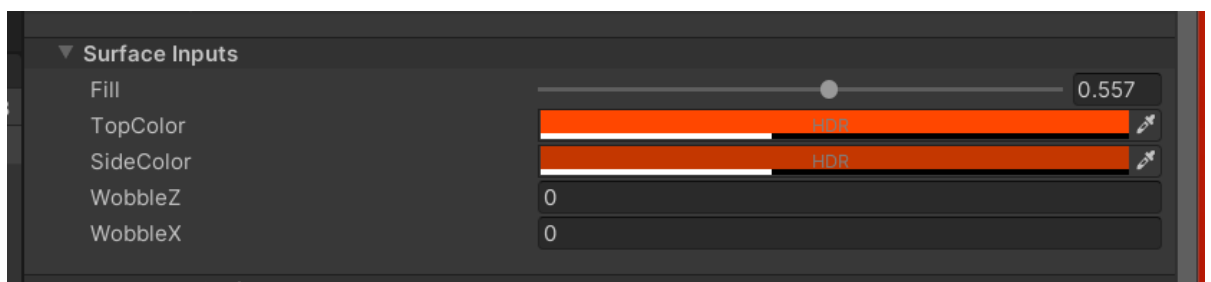 Surface Inputs
Fill 0.557
TopColor HDR
SideColor HDR
WobbleZ 0
WobbleX 0